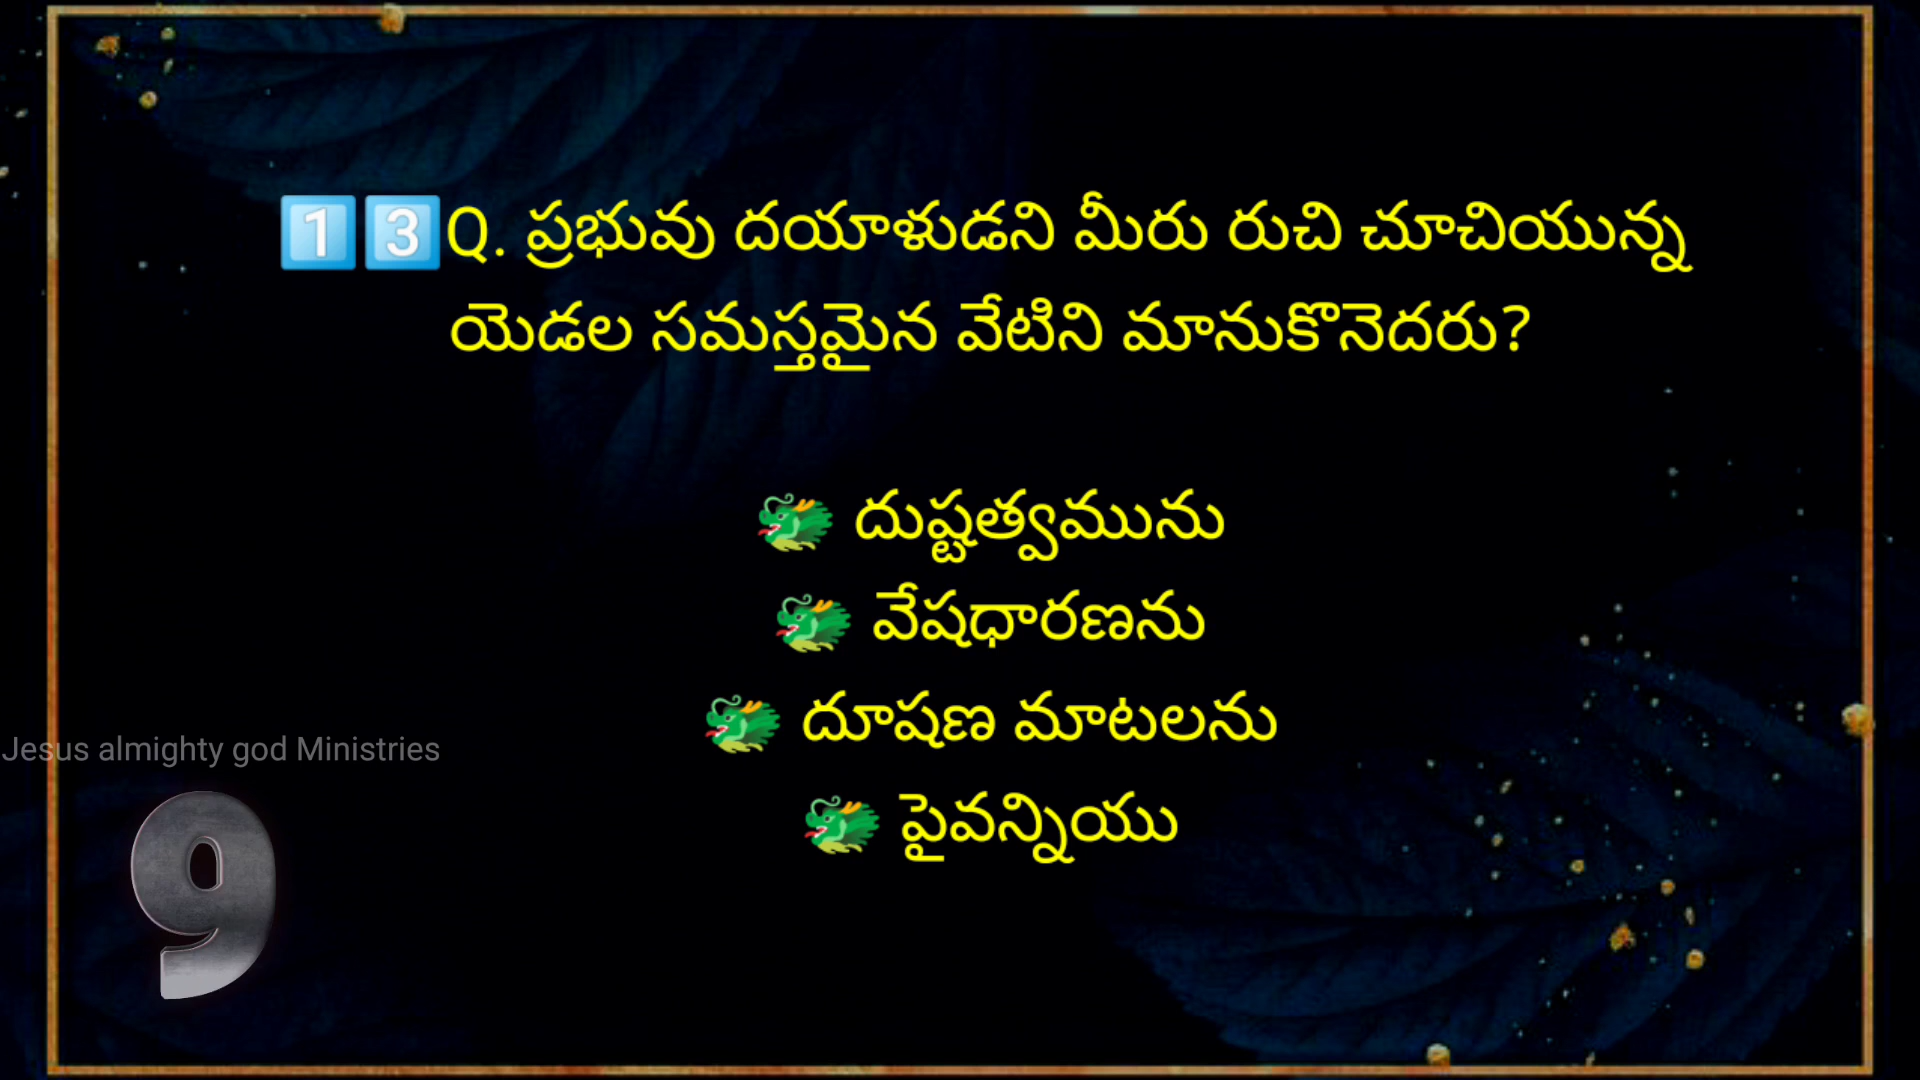 1️⃣3️⃣Q. ప్రభువు దయాళుడని మీరు రుచి చూచియున్న
యెడల సమస్తమైన వేటిని మానుకొనెదరు?
🐲 దుష్టత్వమును
🐲 వేషధారణను
🐲 దూషణ మాటలను
🐲 పైవన్నియు
Jesus almighty god Ministries
9